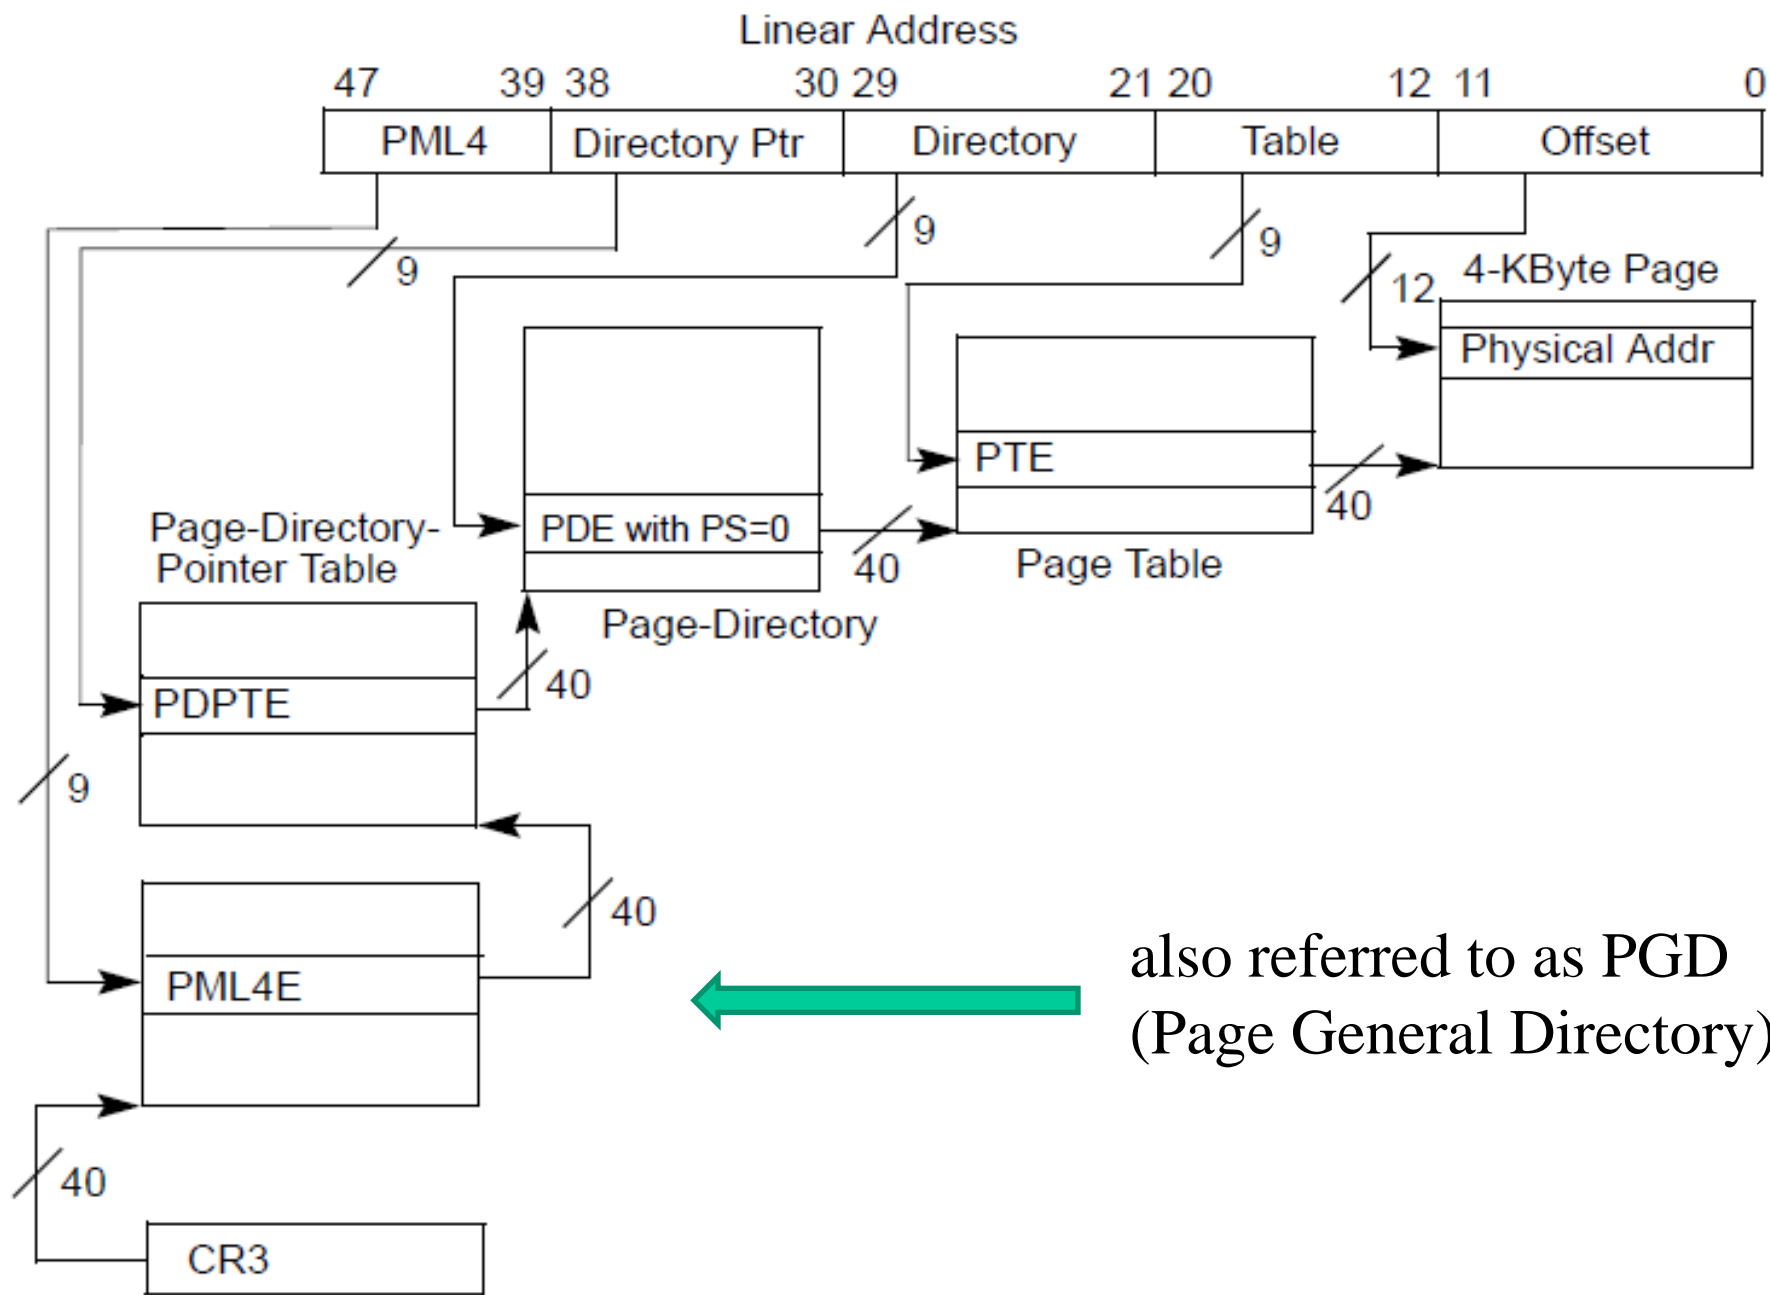 Linear Address
47 39 38 30 29 21 20 12 11 0
PML4 Directory Ptr Directory Table Offset
9 9 9 12
4-KByte Page
Physical Addr
PTE
40
Page Table
PDE with PS=0
40
Page-Directory
Page-Directory-
Pointer Table
PDPTE
40
9
40
PML4E
also referred to as PGD
(Page General Directory)
40
CR3